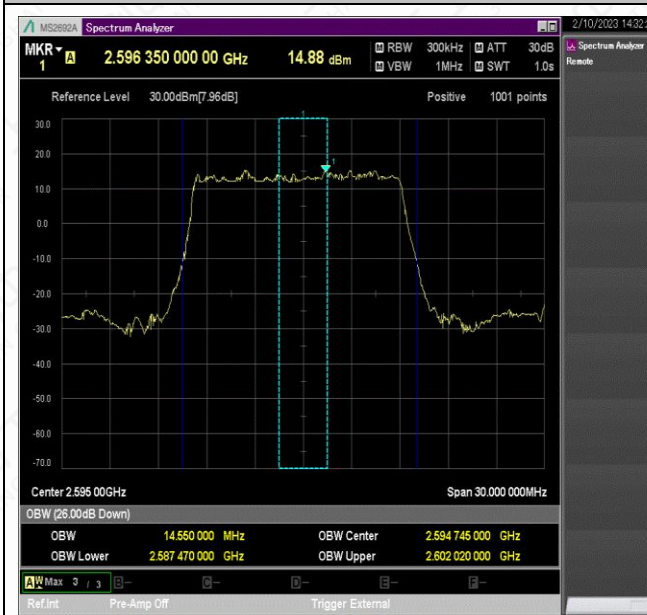 MS2692A Spectrum Analyzer
2/10/2023 14:32:
MKR 1 A 2.596 350 000 00 GHz 14.88 dBm
M RBW 300kHz M ATT 30dB
M VBW 1MHz M SWT 1.0s
Spectrum Analyzer
Remote
Reference Level 30.00dBm[7.96dB] Positive 1001 points
30.0
20.0
1
10.0
0.0
-10.0
-20.0
-30.0
-40.0
-50.0
-60.0
-70.0
Center 2.595 00GHz Span 30.000 000MHz
OBW (26.00dB Down)
OBW 14.550 000 MHz OBW Center 2.594 745 000 GHz
OBW Lower 2.587 470 000 GHz OBW Upper 2.602 020 000 GHz
A W Max 3 / 3 B- C- D- E- F-
Ref.Int Pre-Amp Off Trigger External